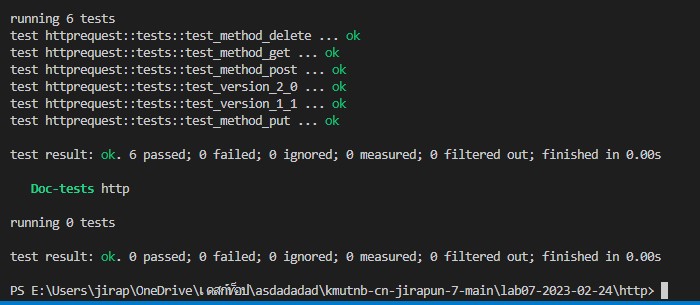 running 6 tests
test httprequest::tests::test_method_delete ... ok
test httprequest::tests::test_method_get ... ok
test httprequest::tests::test_method_post ... ok
test httprequest::tests::test_version_2_0 ... ok
test httprequest::tests::test_version_1_1 ... ok
test httprequest::tests::test_method_put ... ok
test result: ok. 6 passed; 0 failed; 0 ignored; 0 measured; 0 filtered out; finished in 0.00s
Doc-tests http
running 0 tests
test result: ok. 0 passed; 0 failed; 0 ignored; 0 measured; 0 filtered out; finished in 0.00s
PS E:\Users\jirap\OneDrive\เดสก์ท็อป\asdadadad\kmutnb-cn-jirapun-7-main\lab07-2023-02-24\http>